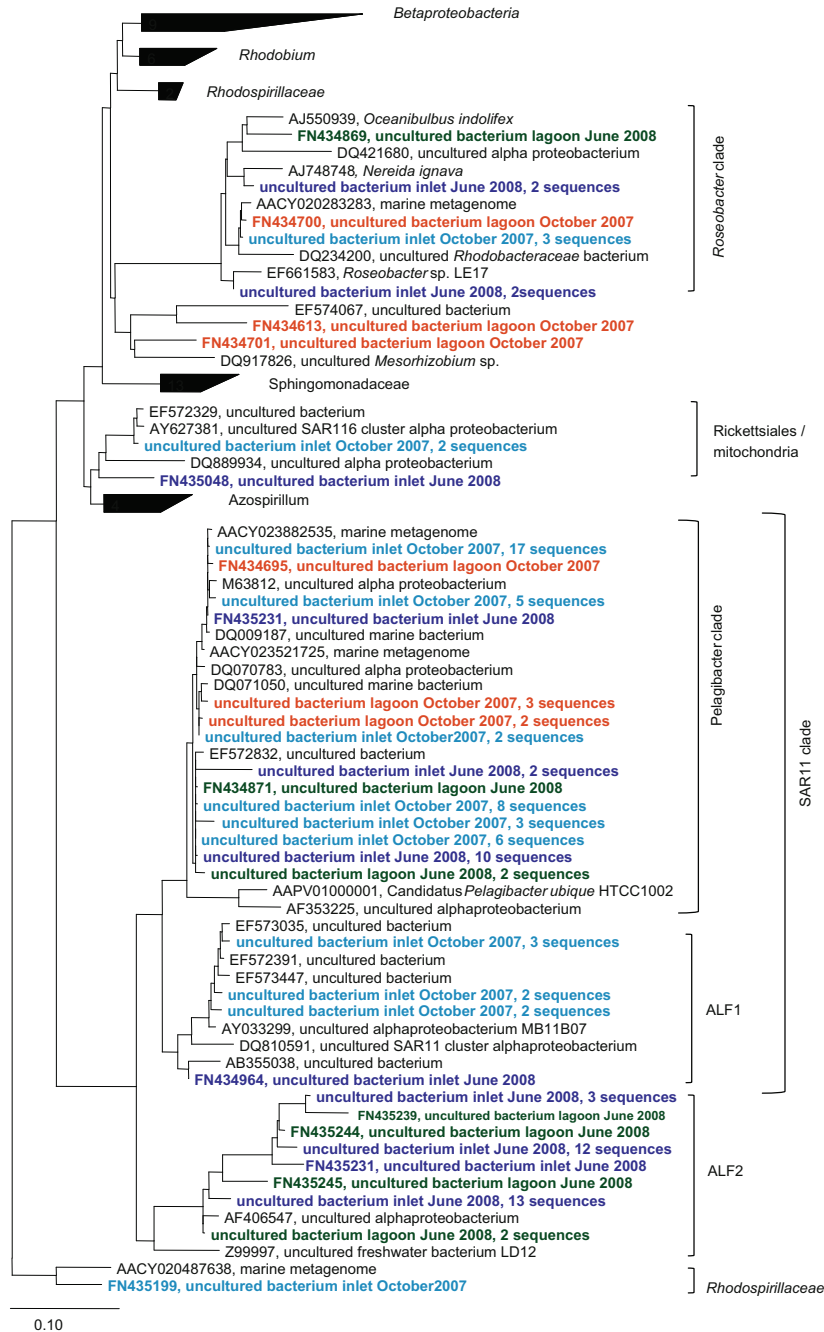 Betaproteobacteria
Rhodobium
Rhodospirillaceae
AJ550939, Oceanibulbus indolifex
FN434869, uncultured bacterium lagoon June 2008
DQ421680, uncultured alpha proteobacterium
AJ748748, Nereida ignava
uncultured bacterium inlet June 2008, 2 sequences
AACY020283283, marine metagenome
FN434700, uncultured bacterium lagoon October 2007
uncultured bacterium inlet October 2007, 3 sequences
DQ234200, uncultured Rhodobacteraceae bacterium
EF661583, Roseobacter sp. LE17
uncultured bacterium inlet June 2008, 2sequences
Roseobacter clade
EF574067, uncultured bacterium
FN434613, uncultured bacterium lagoon October 2007
FN434701, uncultured bacterium lagoon October 2007
DQ917826, uncultured Mesorhizobium sp.
13
Sphingomonadaceae
EF572329, uncultured bacterium
AY627381, uncultured SAR116 cluster alpha proteobacterium
uncultured bacterium inlet October 2007, 2 sequences
DQ889934, uncultured alpha proteobacterium
FN435048, uncultured bacterium inlet June 2008
Rickettsiales /
mitochondria
Azospirillum
AACY023882535, marine metagenome
uncultured bacterium inlet October 2007, 17 sequences
FN434695, uncultured bacterium lagoon October 2007
M63812, uncultured alpha proteobacterium
uncultured bacterium inlet October 2007, 5 sequences
FN435231, uncultured bacterium inlet June 2008
DQ009187, uncultured marine bacterium
AACY023521725, marine metagenome
DQ070783, uncultured alpha proteobacterium
DQ071050, uncultured marine bacterium
uncultured bacterium lagoon October 2007, 3 sequences
uncultured bacterium lagoon October 2007, 2 sequences
uncultured bacterium inlet October2007, 2 sequences
EF572832, uncultured bacterium
uncultured bacterium inlet June 2008, 2 sequences
FN434871, uncultured bacterium lagoon June 2008
uncultured bacterium inlet October 2007, 8 sequences
uncultured bacterium inlet October 2007, 3 sequences
uncultured bacterium inlet October 2007, 6 sequences
uncultured bacterium inlet June 2008, 10 sequences
uncultured bacterium lagoon June 2008, 2 sequences
AAPV01000001, Candidatus Pelagibacter ubique HTCC1002
AF353225, uncultured alphaproteobacterium
Pelagibacter clade
SAR11 clade
EF573035, uncultured bacterium
uncultured bacterium inlet October 2007, 3 sequences
EF572391, uncultured bacterium
EF573447, uncultured bacterium
uncultured bacterium inlet October 2007, 2 sequences
uncultured bacterium inlet October 2007, 2 sequences
AY033299, uncultured alphaproteobacterium MB11B07
DQ810591, uncultured SAR11 cluster alphaproteobacterium
AB355038, uncultured bacterium
FN434964, uncultured bacterium inlet June 2008
ALF1
uncultured bacterium inlet June 2008, 3 sequences
FN435239, uncultured bacterium lagoon June 2008
FN435244, uncultured bacterium lagoon June 2008
uncultured bacterium inlet June 2008, 12 sequences
FN435231, uncultured bacterium inlet June 2008
FN435245, uncultured bacterium lagoon June 2008
uncultured bacterium inlet June 2008, 13 sequences
AF406547, uncultured alphaproteobacterium
uncultured bacterium lagoon June 2008, 2 sequences
Z99997, uncultured freshwater bacterium LD12
ALF2
AACY020487638, marine metagenome
FN435199, uncultured bacterium inlet October2007
Rhodospirillaceae
0.10